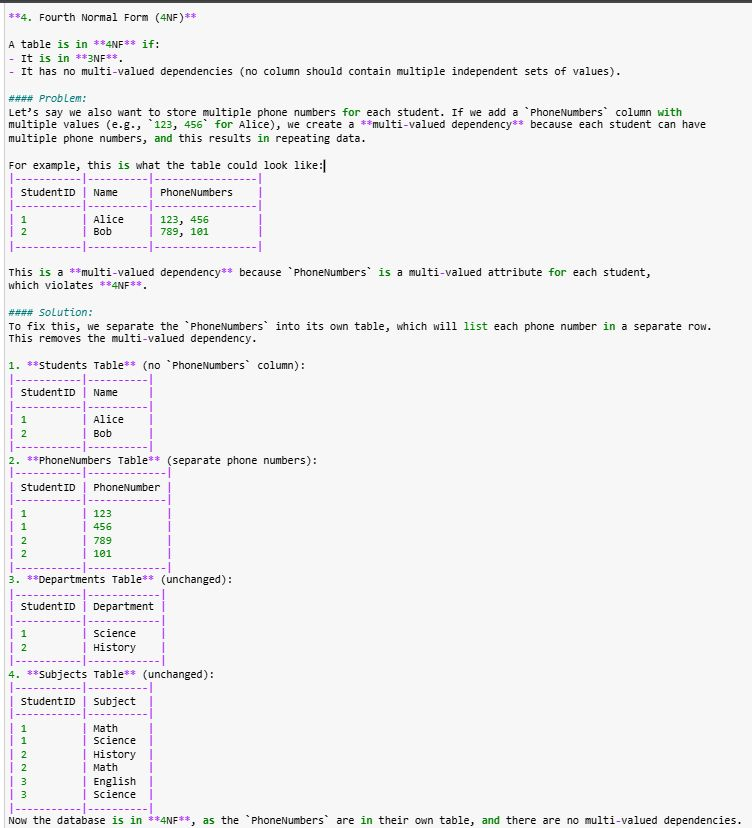 **4. Fourth Normal Form (4NF)**
A table is in **4NF** if:
- It is in **3NF**.
- It has no multi-valued dependencies (no column should contain multiple independent sets of values).
#### Problem:
Let's say we also want to store multiple phone numbers for each student. If we add a `PhoneNumbers` column with
multiple values (e.g., `123, 456` for Alice), we create a **multi-valued dependency** because each student can have
multiple phone numbers, and this results in repeating data.
For example, this is what the table could look like:
|-----------|---------|---------------|
| StudentID | Name | PhoneNumbers |
|-----------|---------|---------------|
| 1 | Alice | 123, 456 |
| 2 | Bob | 789, 101 |
|-----------|---------|---------------|
This is a **multi-valued dependency** because `PhoneNumbers` is a multi-valued attribute for each student,
which violates **4NF**.
#### Solution:
To fix this, we separate the `PhoneNumbers` into its own table, which will list each phone number in a separate row.
This removes the multi-valued dependency.
1. **Students Table** (no `PhoneNumbers` column):
|----------|---------|
| StudentID | Name |
|----------|---------|
| 1 | Alice |
| 2 | Bob |
|----------|---------|
2. **PhoneNumbers Table** (separate phone numbers):
|----------|------------|
| StudentID | PhoneNumber |
|----------|------------|
| 1 | 123 |
| 1 | 456 |
| 2 | 789 |
| 2 | 101 |
|----------|------------|
3. **Departments Table** (unchanged):
|----------|-----------|
| StudentID | Department |
|----------|-----------|
| 1 | Science |
| 2 | History |
|----------|-----------|
4. **Subjects Table** (unchanged):
|----------|---------|
| StudentID | Subject |
|----------|---------|
| 1 | Math |
| 1 | Science |
| 2 | History |
| 2 | Math |
| 3 | English |
| 3 | Science |
|----------|---------|
Now the database is in **4NF**, as the `PhoneNumbers` are in their own table, and there are no multi-valued dependencies.